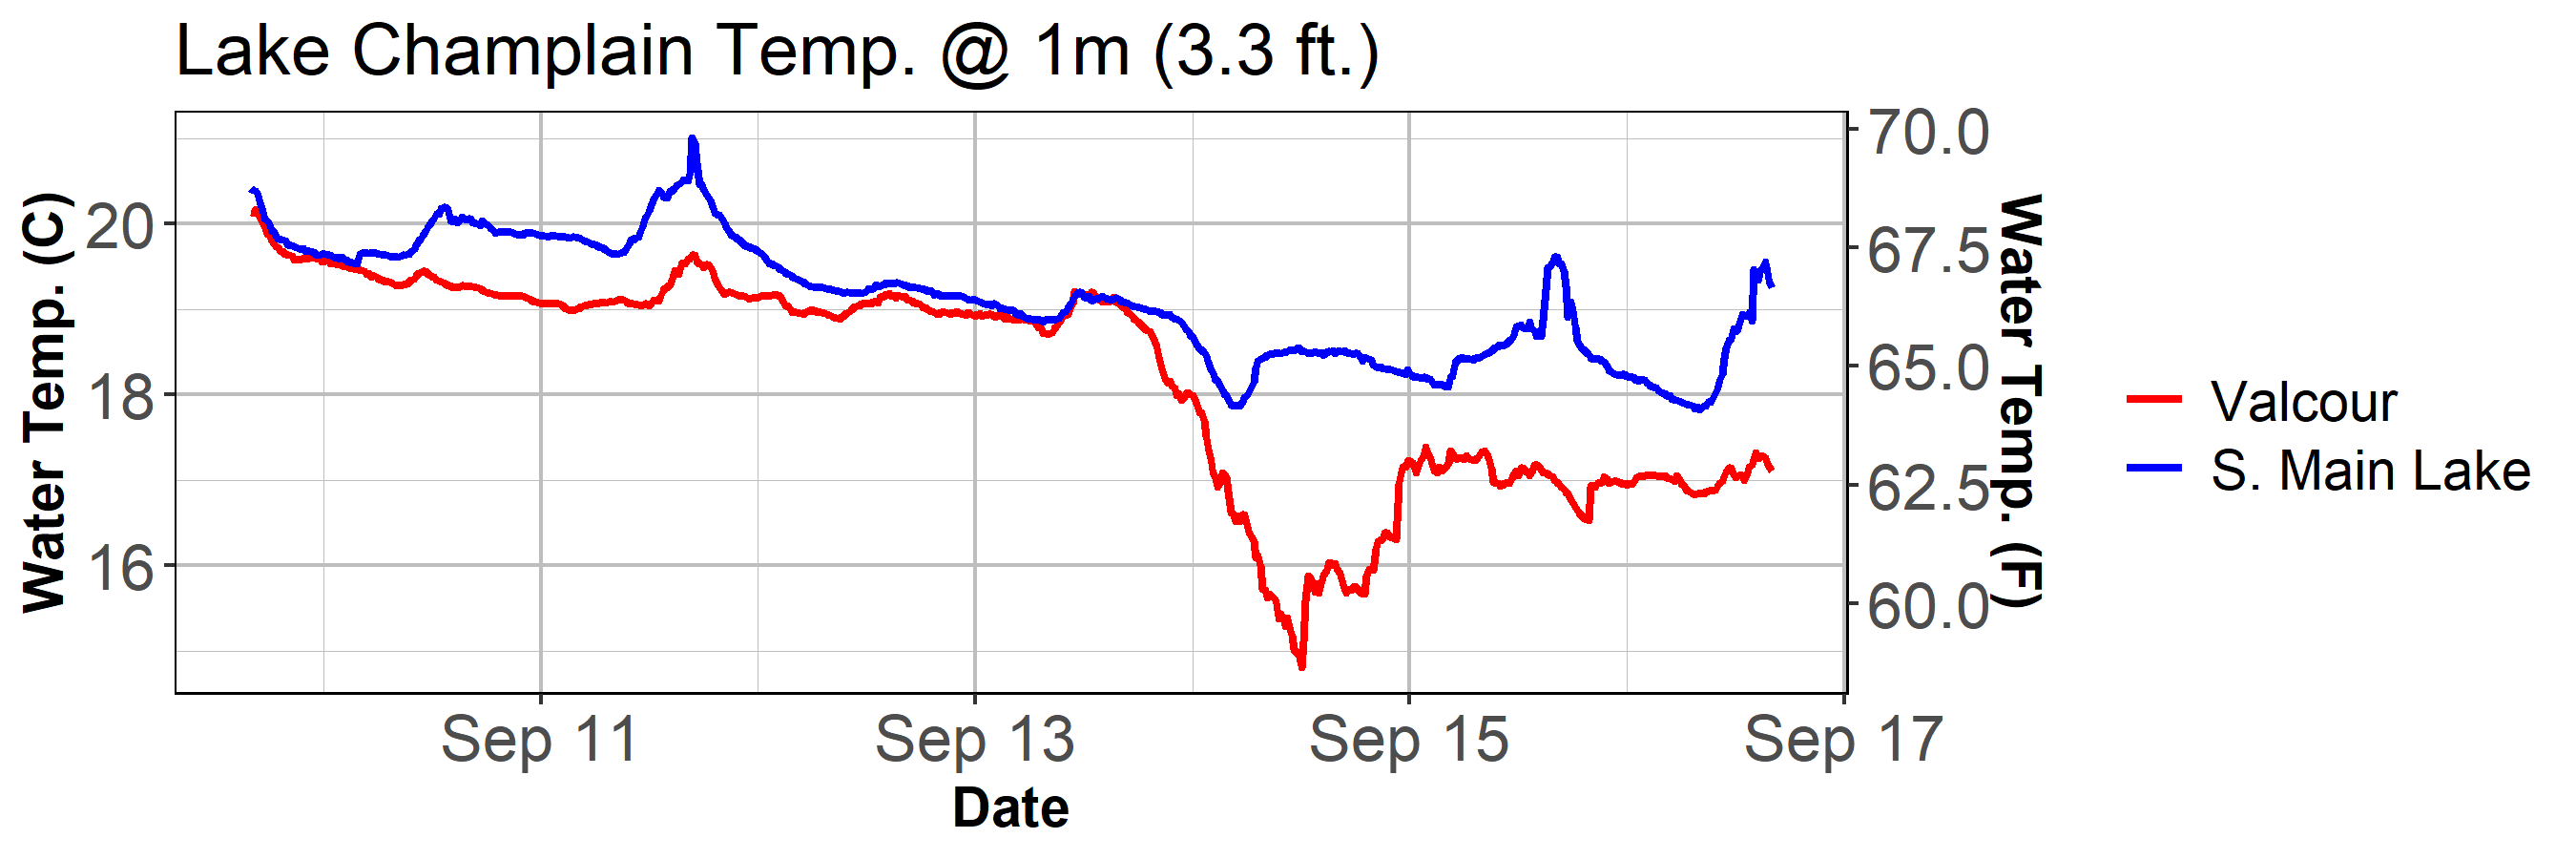 Lake Champlain Temp. @ 1m (3.3 ft.)
Water Temp. (C)
20
18
16
70.0
67.5
65.0
62.5
60.0
Water Temp. (F)
Sep 11
Sep 13
Sep 15
Sep 17
Date
Valcour
S. Main Lake